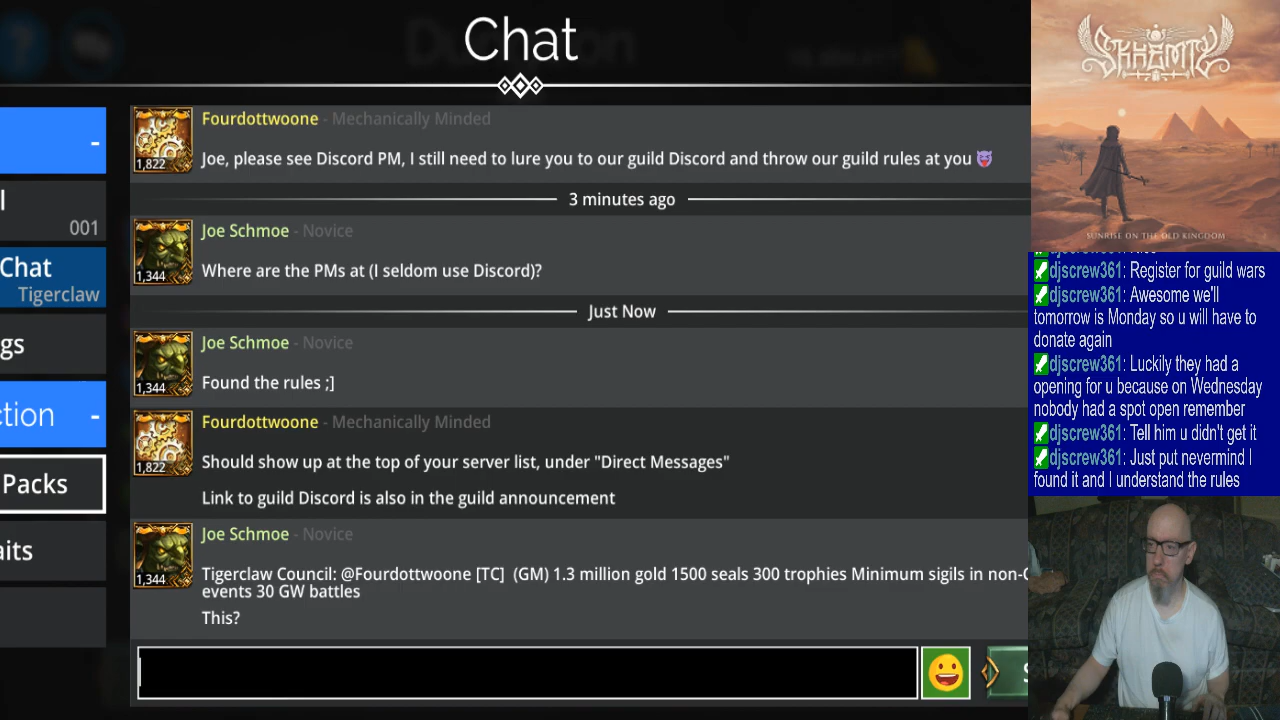 Chat
-
l
001
Chat
Tigerclaw
gs
ction
-
Packs
aits
Fourdottwoone - Mechanically Minded
1,822
Joe, please see Discord PM, I still need to lure you to our guild Discord and throw our guild rules at you 😈
3 minutes ago
Joe Schmoe - Novice
1,344
Where are the PMs at (I seldom use Discord)?
Just Now
Joe Schmoe - Novice
1,344
Found the rules ;]
Fourdottwoone - Mechanically Minded
1,822
Should show up at the top of your server list, under "Direct Messages"
Link to guild Discord is also in the guild announcement
Joe Schmoe - Novice
1,344
Tigerclaw Council: @Fourdottwoone [TC] (GM) 1.3 million gold 1500 seals 300 trophies Minimum sigils in non-
events 30 GW battles
This?
S
SKHEMTY
SUNRISE ON THE OLD KINGDOM
djscrew361: Register for guild wars
djscrew361: Awesome we'll
tomorrow is Monday so u will have to
donate again
djscrew361: Luckily they had a
opening for u because on Wednesday
nobody had a spot open remember
djscrew361: Tell him u didn't get it
djscrew361: Just put nevermind I
found it and I understand the rules